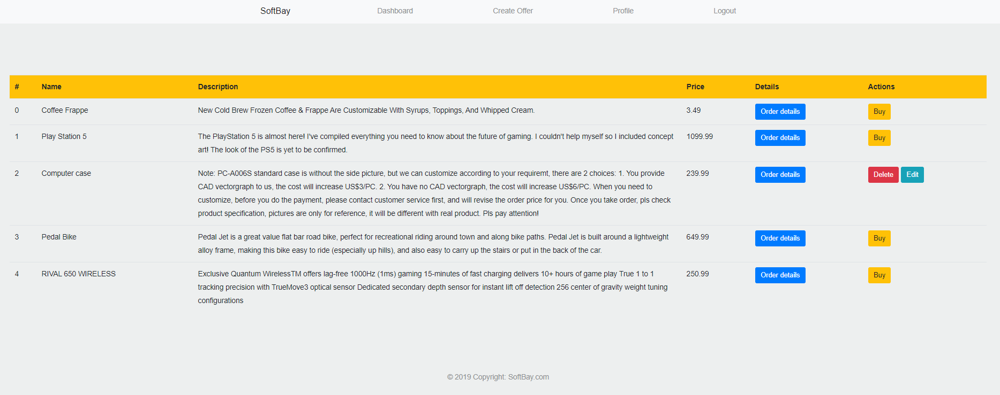 SoftBay Dashboard Create Offer Profile Logout
# Name Description Price Details Actions
0 Coffee Frappe New Cold Brew Frozen Coffee & Frappe Are Customizable With Syrups, Toppings, And Whipped Cream. 3.49 Order details Buy
1 Play Station 5 The PlayStation 5 is almost here! I've compiled everything you need to know about the future of gaming. I couldn't help myself so I included concept 1099.99 Order details Buy
art! The look of the PS5 is yet to be confirmed.
2 Computer case Note: PC-A006S standard case is without the side picture, but we can customize according to your requiremt, there are 2 choices: 1. You provide 239.99 Order details Delete Edit
CAD vectorgraph to us, the cost will increase US$3/PC. 2. You have no CAD vectorgraph, the cost will increase US$6/PC. When you need to
customize, before you do the payment, please contact customer service first, and will revise the order price for you. Once you take order, pls check
product specification, pictures are only for reference, it will be different with real product. Pls pay attention!
3 Pedal Bike Pedal Jet is a great value flat bar road bike, perfect for recreational riding around town and along bike paths. Pedal Jet is built around a lightweight 649.99 Order details Buy
alloy frame, making this bike easy to ride (especially up hills), and also easy to carry up the stairs or put in the back of the car.
4 RIVAL 650 WIRELESS Exclusive Quantum WirelessTM offers lag-free 1000Hz (1ms) gaming 15-minutes of fast charging delivers 10+ hours of game play True 1 to 1 250.99 Order details Buy
tracking precision with TrueMove3 optical sensor Dedicated secondary depth sensor for instant lift off detection 256 center of gravity weight tuning
configurations
© 2019 Copyright: SoftBay.com